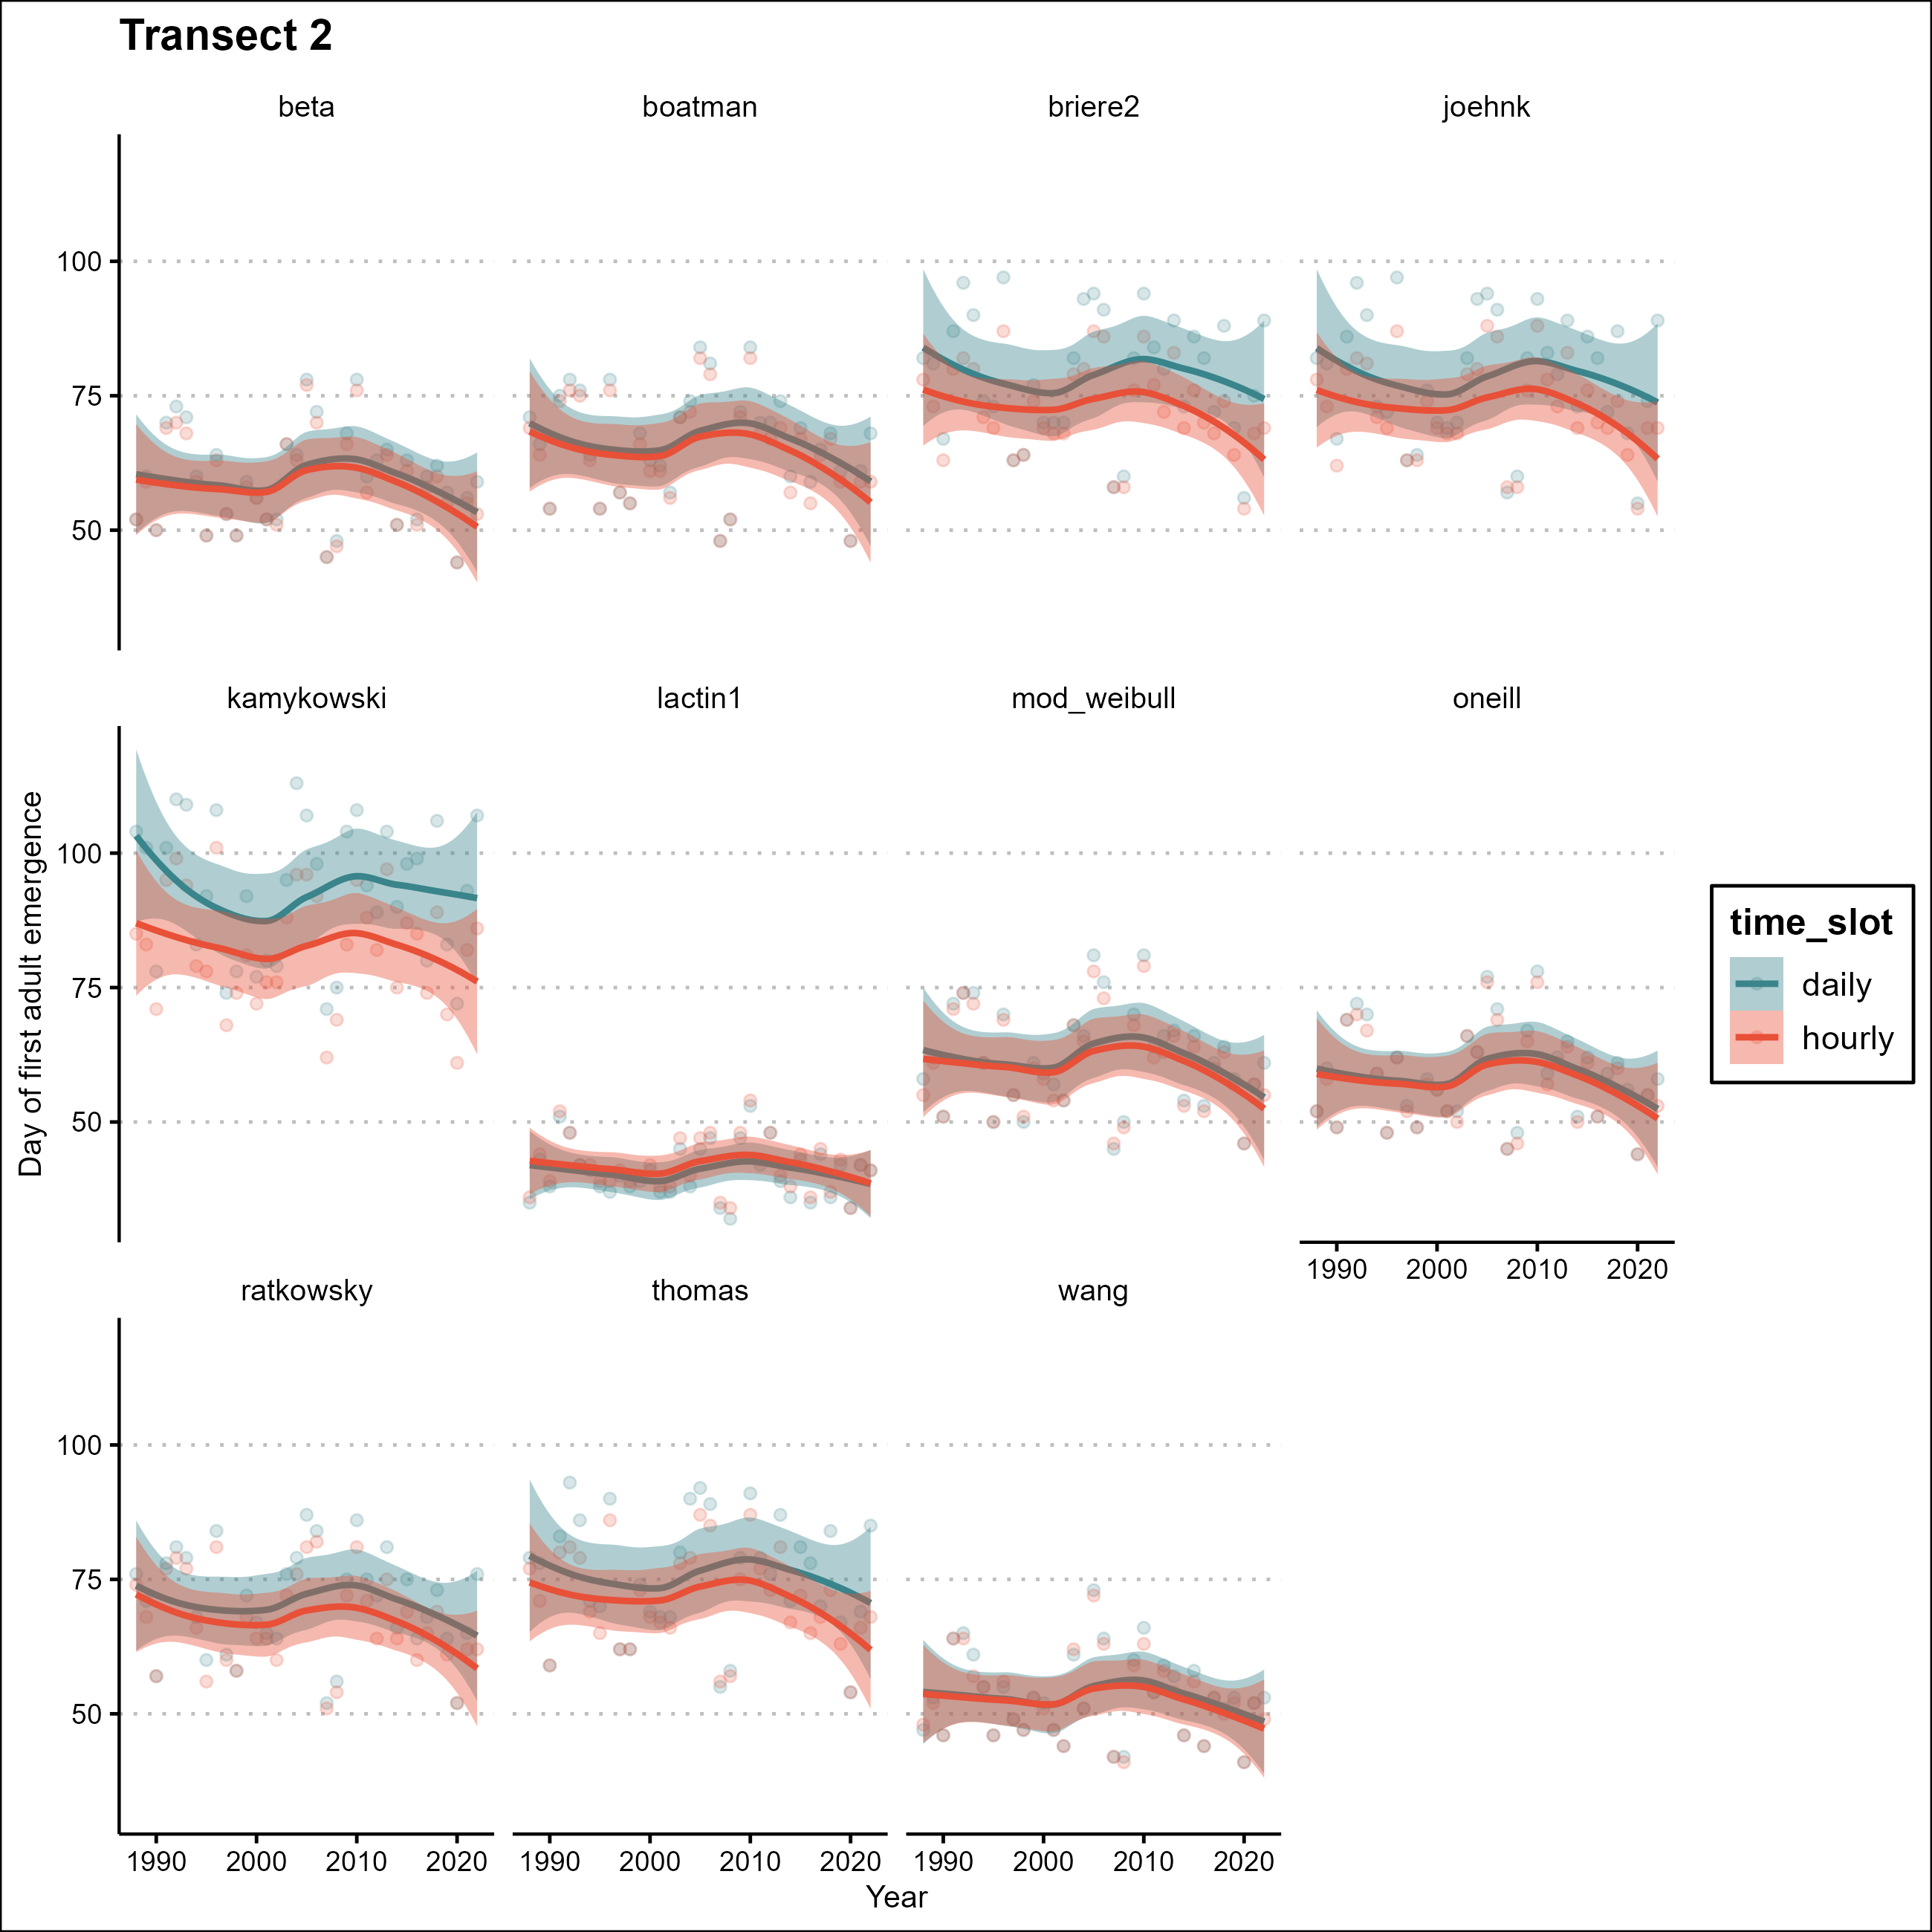 Transect 2
beta boatman briere2 joehnk
100
75
50
kamykowski lactin1 mod_weibull oneill
100
75
50
1990 2000 2010 2020
ratkowsky thomas wang
100
75
50
1990 2000 2010 2020 1990 2000 2010 2020 1990 2000 2010 2020
Year
Day of first adult emergence
time_slot
daily
hourly